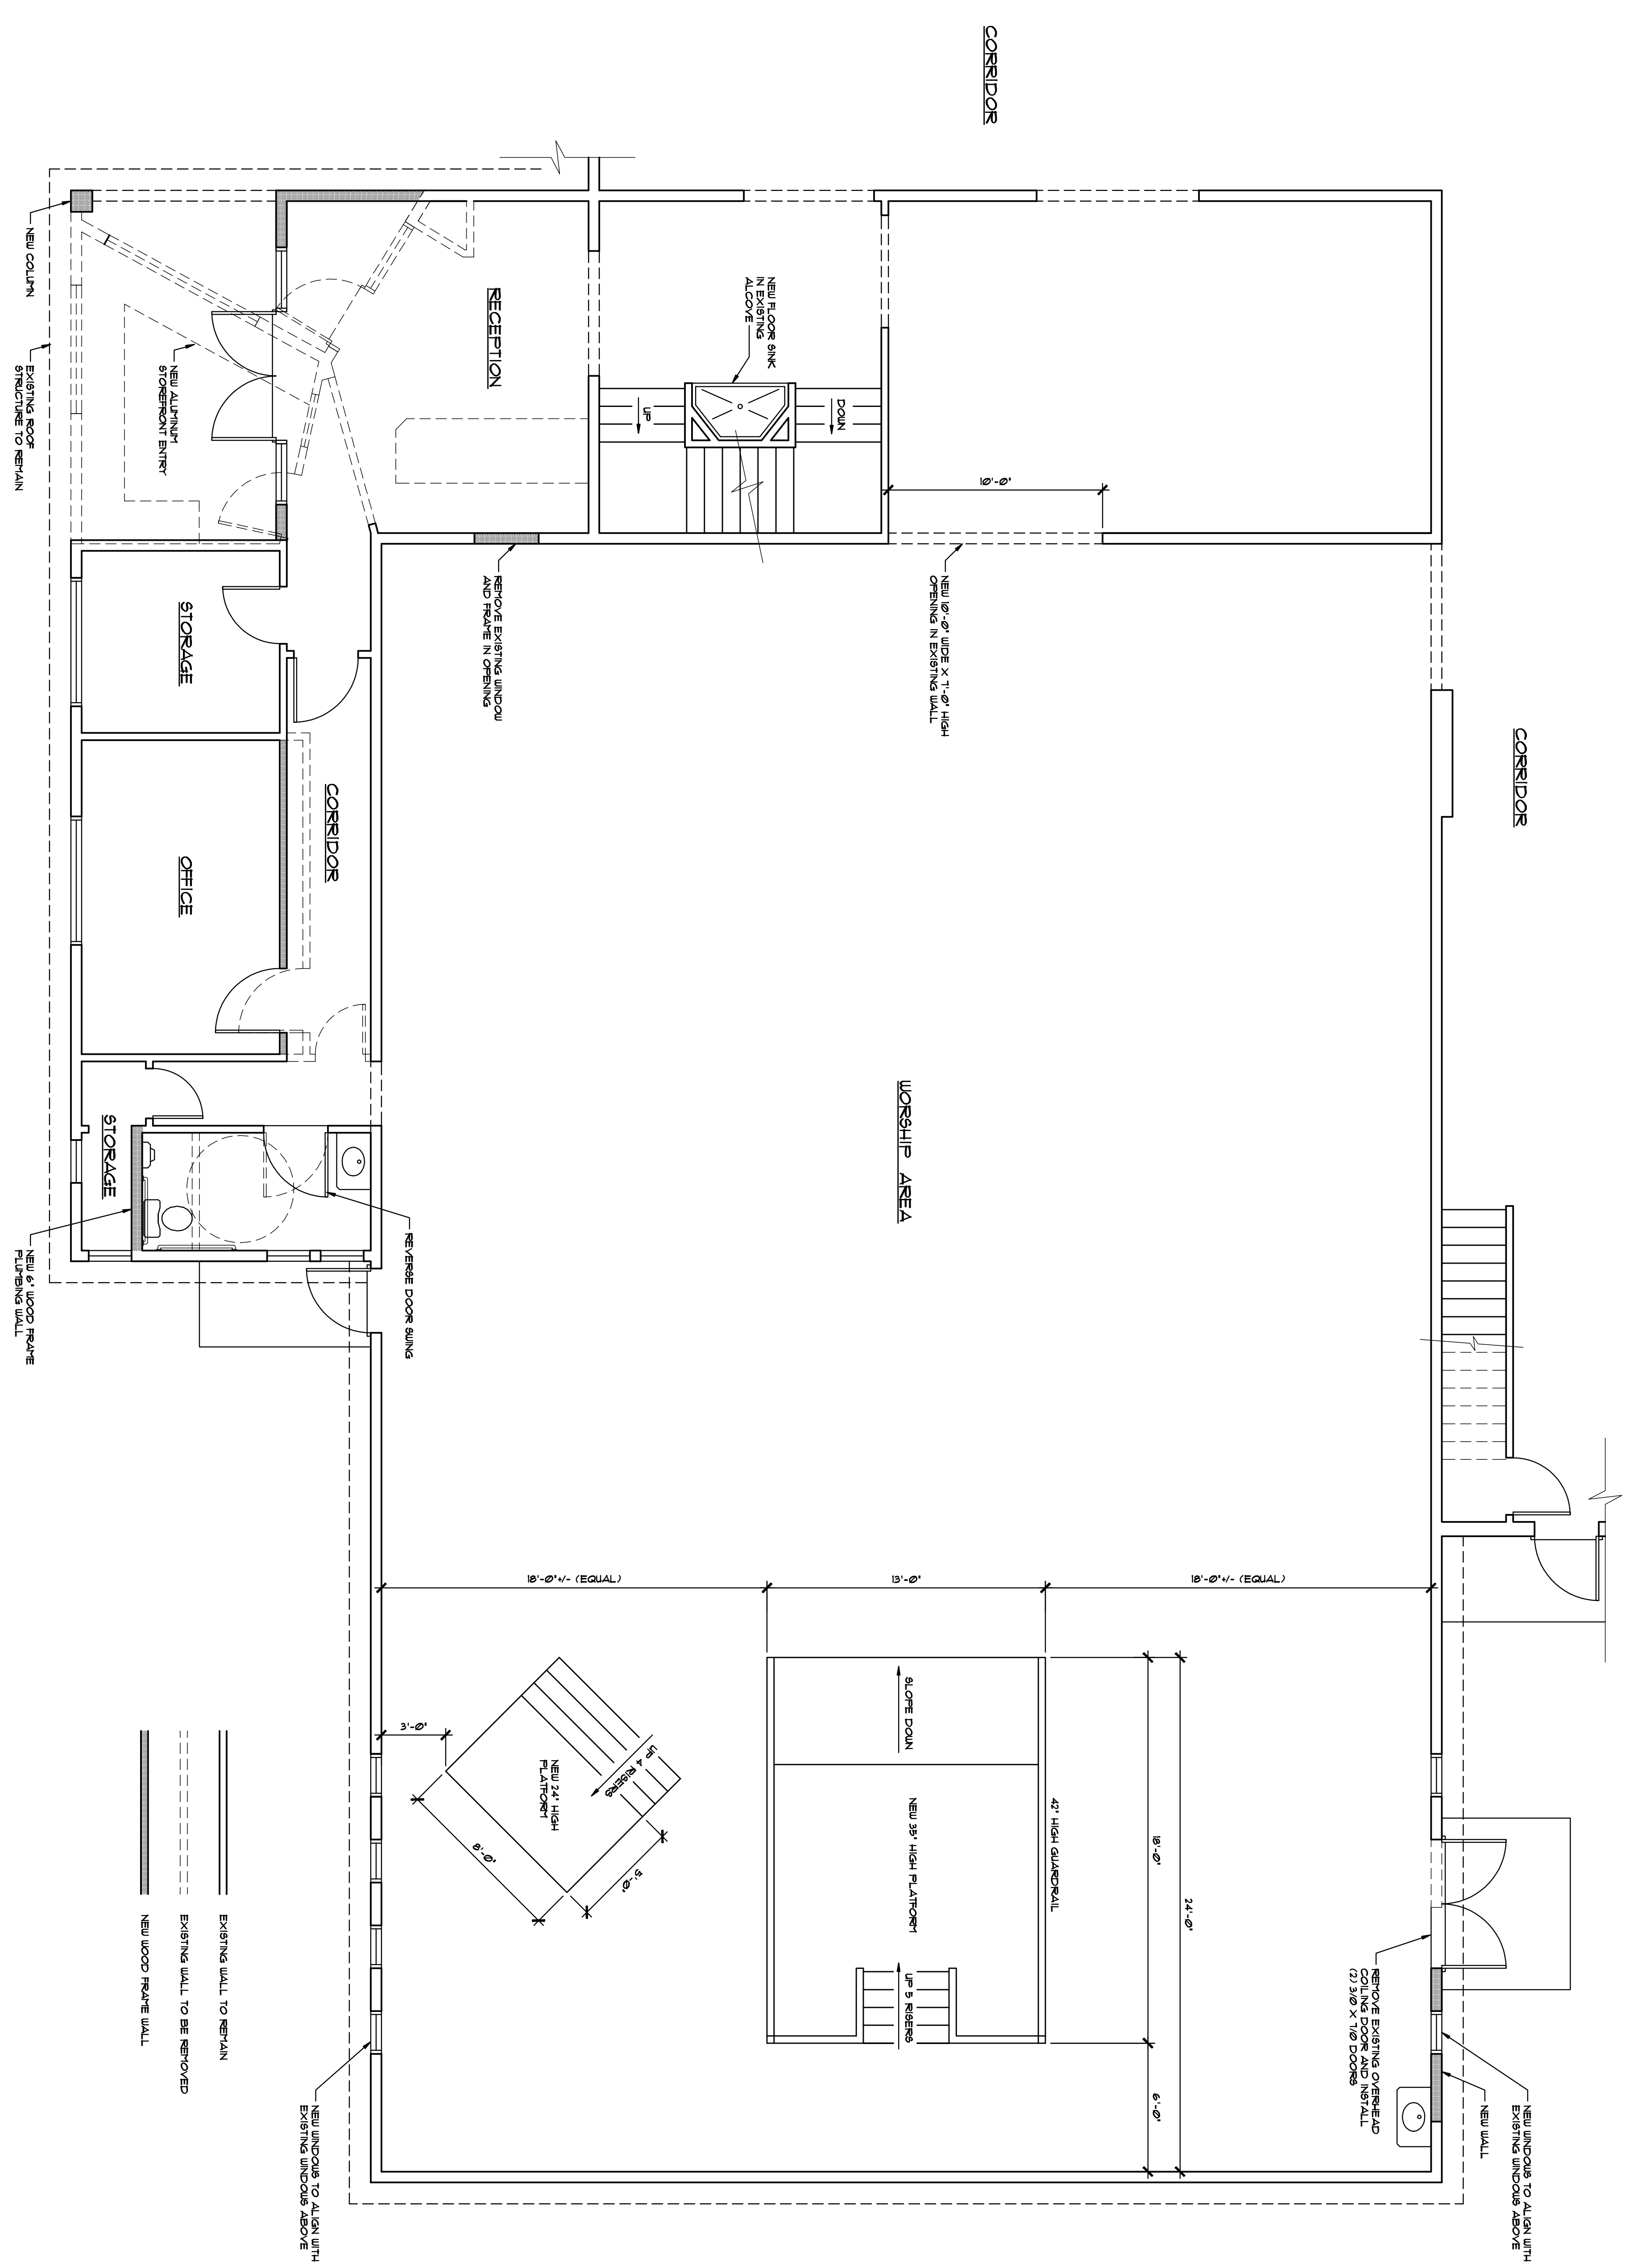 CORRIDOR
CORRIDOR
NEW FLOOR SINK
IN EXISTING
ALCOVE
DOWN
UP
10'-0"
RECEPTION
NEW 10'-0" WIDE X 7'-0" HIGH
OPENING IN EXISTING WALL
REMOVE EXISTING WINDOW
AND FRAME IN OPENING
NEW ALUMINUM
STOREFRONT ENTRY
NEW COLUMN
EXISTING ROOF
STRUCTURE TO REMAIN
STORAGE
CORRIDOR
OFFICE
STORAGE
WORSHIP AREA
REVERSE DOOR SWING
NEW 6" WOOD FRAME
PLUMBING WALL
18'-0"+/- (EQUAL)
13'-0"
18'-0"+/- (EQUAL)
SLOPE DOWN
42" HIGH GUARDRAIL
NEW 35" HIGH PLATFORM
UP 5 RISERS
18'-0"
24'-0"
6'-0"
3'-0"
UP 4 RISERS
NEW 24" HIGH
PLATFORM
8'-0"
5'-0"
REMOVE EXISTING OVERHEAD
COILING DOOR AND INSTALL
(2) 3/0 X 7/0 DOORS
NEW WINDOWS TO ALIGN WITH
EXISTING WINDOWS ABOVE
NEW WALL
NEW WINDOWS TO ALIGN WITH
EXISTING WINDOWS ABOVE
EXISTING WALL TO REMAIN
EXISTING WALL TO BE REMOVED
NEW WOOD FRAME WALL